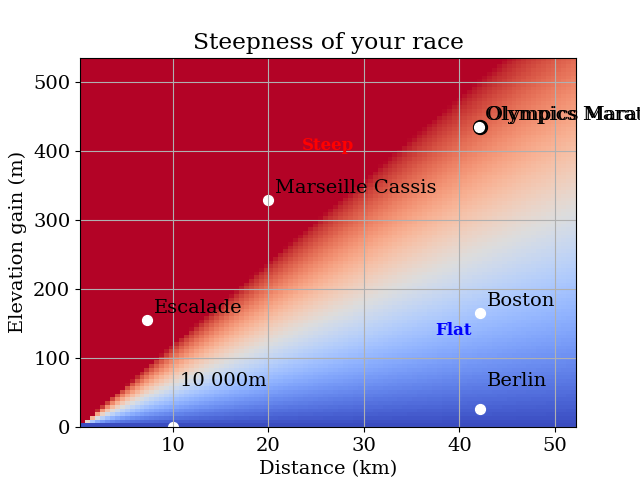 Steepness of your race
Elevation gain (m)
500
400
300
200
100
0
Olympics
Steep
Marseille Cassis
Escalade
Boston
Flat
10 000m
Berlin
10
20
30
40
50
Distance (km)